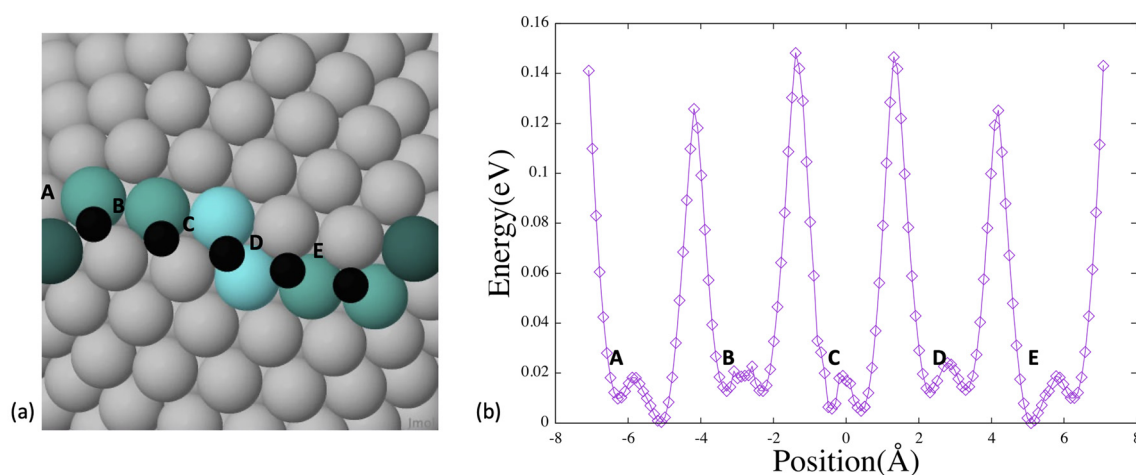 A
B
C
D
E
Jmol
(a)
Energy(eV)
0.16
0.14
0.12
0.1
0.08
0.06
0.04
0.02
0
A
B
C
D
E
-8
-6
-4
-2
0
2
4
6
8
Position(Å)
(b)